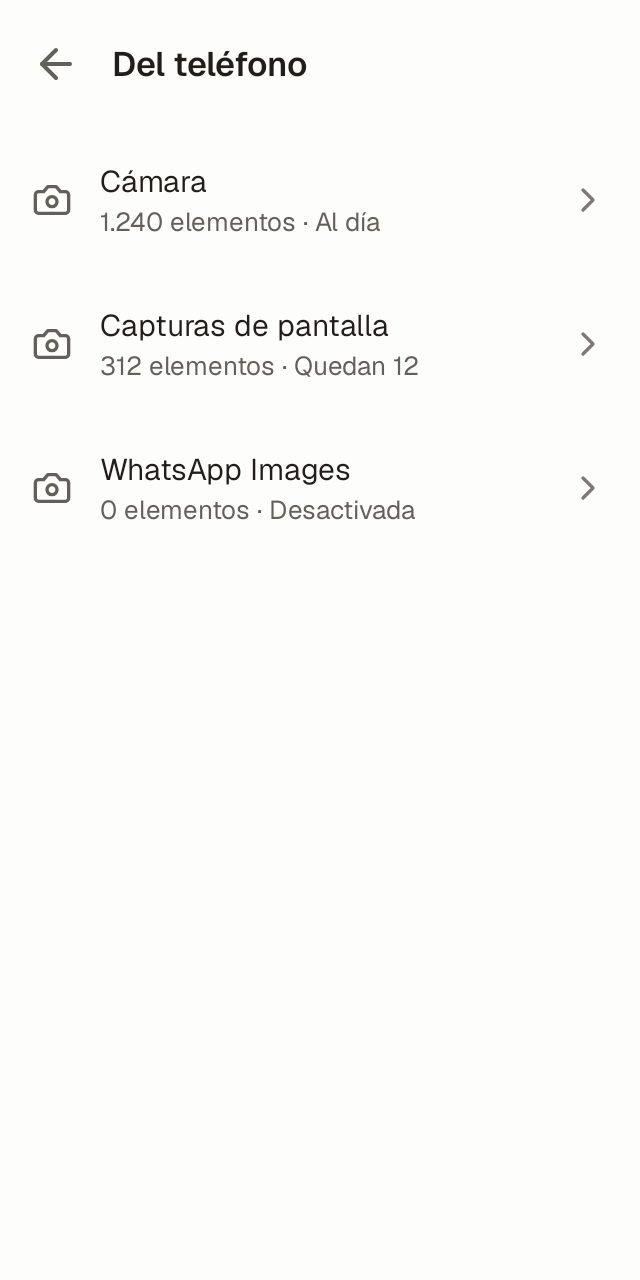 Del teléfono
Cámara
1.240 elementos · Al día
Capturas de pantalla
312 elementos · Quedan 12
WhatsApp Images
0 elementos · Desactivada